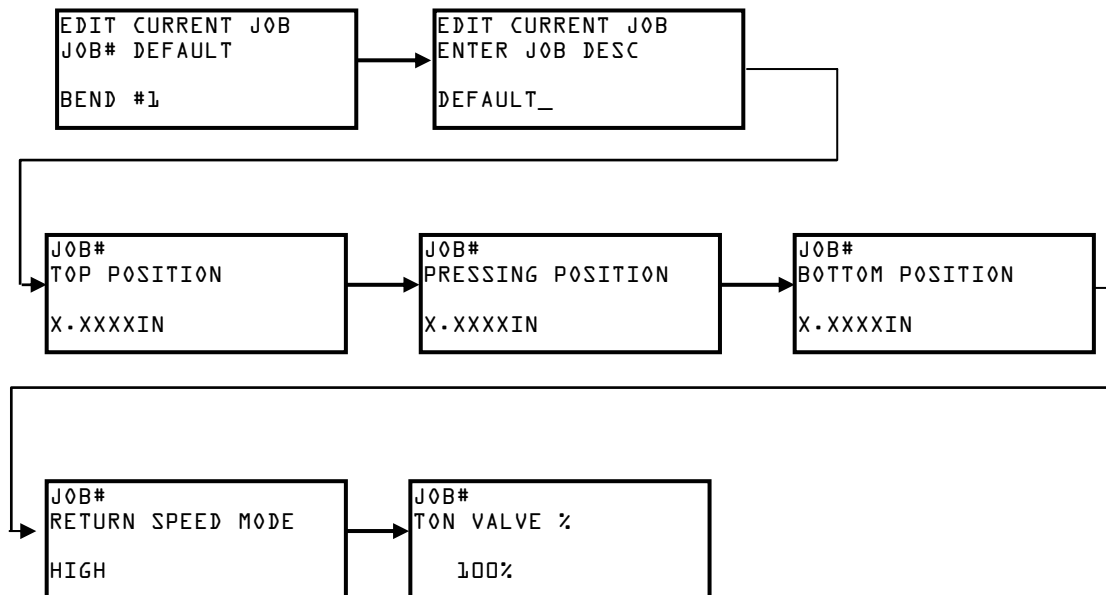 EDIT CURRENT JOB
JOB# DEFAULT
BEND #1
EDIT CURRENT JOB
ENTER JOB DESC
DEFAULT_
JOB#
TOP POSITION
X.XXXXIN
JOB#
PRESSING POSITION
X.XXXXIN
JOB#
BOTTOM POSITION
X.XXXXIN
JOB#
RETURN SPEED MODE
HIGH
JOB#
TON VALVE %
100%